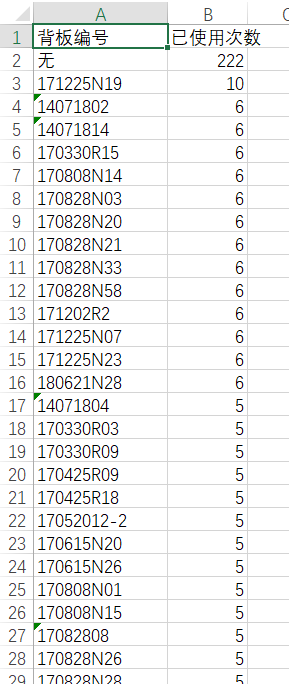 A B C
1 背板编号 已使用次数
2 无 222
3 171225N19 10
4 14071802 6
5 14071814 6
6 170330R15 6
7 170808N14 6
8 170828N03 6
9 170828N20 6
10 170828N21 6
11 170828N33 6
12 170828N58 6
13 171202R2 6
14 171225N07 6
15 171225N23 6
16 180621N28 6
17 14071804 5
18 170330R03 5
19 170330R09 5
20 170425R09 5
21 170425R18 5
22 17052012-2 5
23 170615N20 5
24 170615N26 5
25 170808N01 5
26 170808N15 5
27 17082808 5
28 170828N26 5
29 170828N28 5